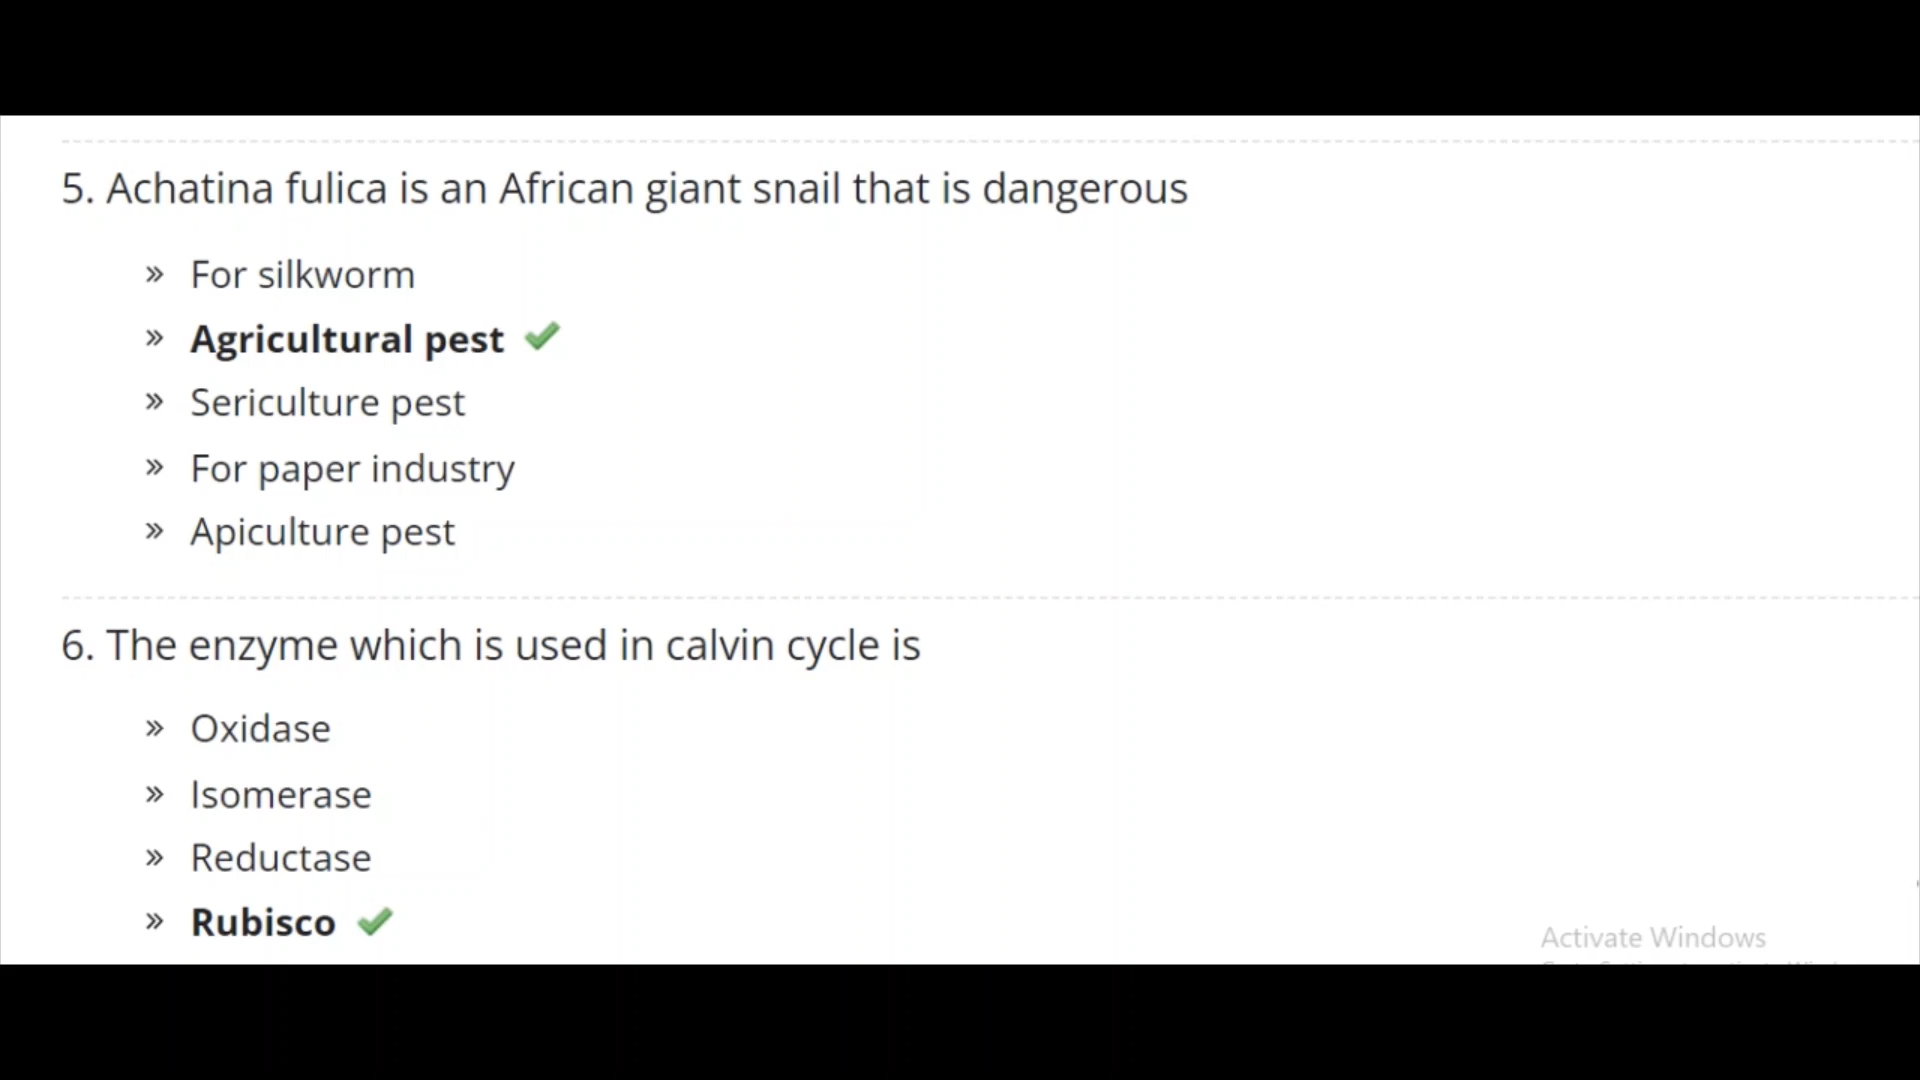 5. Achatina fulica is an African giant snail that is dangerous
» For silkworm
» Agricultural pest
» Sericulture pest
» For paper industry
» Apiculture pest
6. The enzyme which is used in calvin cycle is
» Oxidase
» Isomerase
» Reductase
» Rubisco
Activate Windows